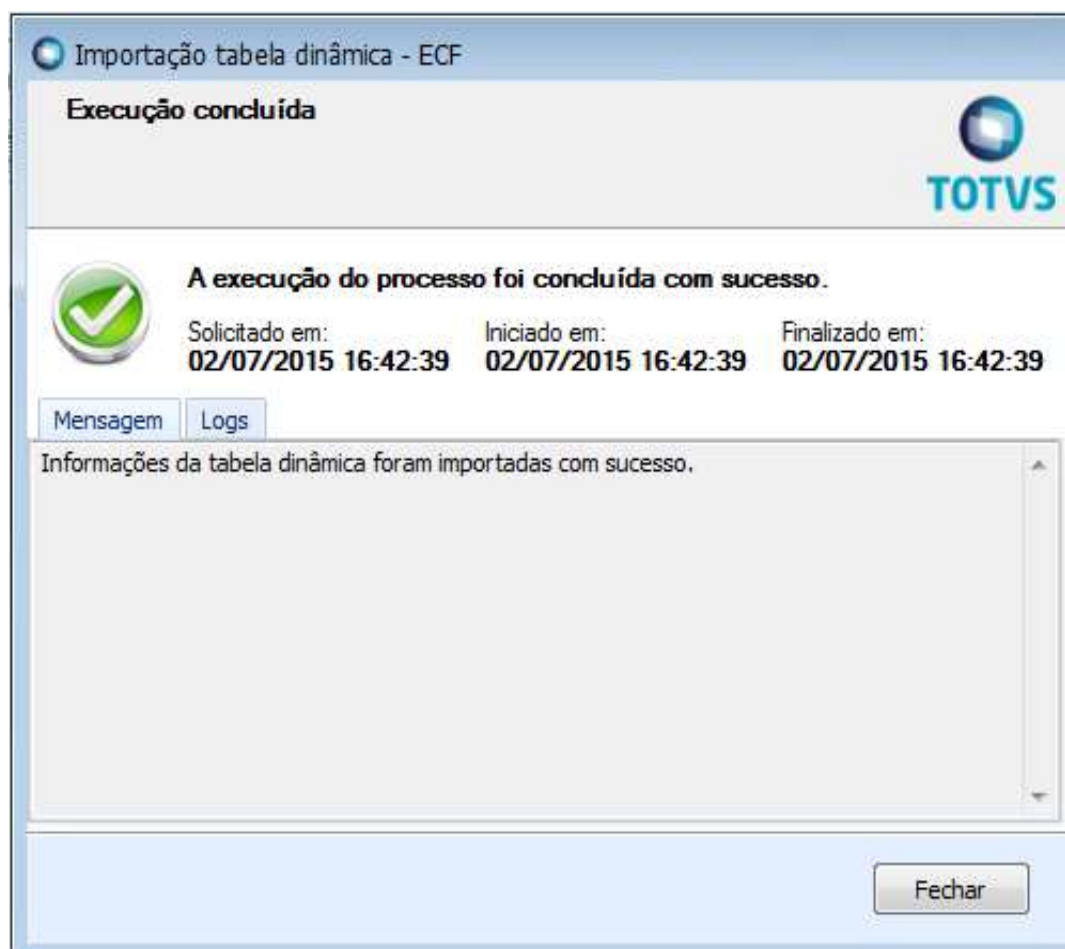 Importação tabela dinâmica - ECF
Execução concluída
TOTVS
A execução do processo foi concluída com sucesso.
Solicitado em: Iniciado em: Finalizado em:
02/07/2015 16:42:39 02/07/2015 16:42:39 02/07/2015 16:42:39
Mensagem Logs
Informações da tabela dinâmica foram importadas com sucesso.
Fechar